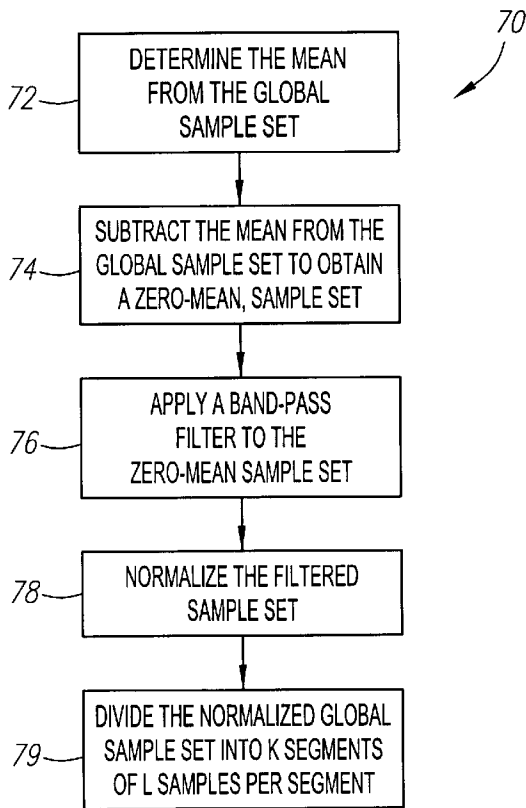 70
72
DETERMINE THE MEAN
FROM THE GLOBAL
SAMPLE SET
74
SUBTRACT THE MEAN FROM THE
GLOBAL SAMPLE SET TO OBTAIN
A ZERO-MEAN, SAMPLE SET
76
APPLY A BAND-PASS
FILTER TO THE
ZERO-MEAN SAMPLE SET
78
NORMALIZE THE FILTERED
SAMPLE SET
79
DIVIDE THE NORMALIZED GLOBAL
SAMPLE SET INTO K SEGMENTS
OF L SAMPLES PER SEGMENT